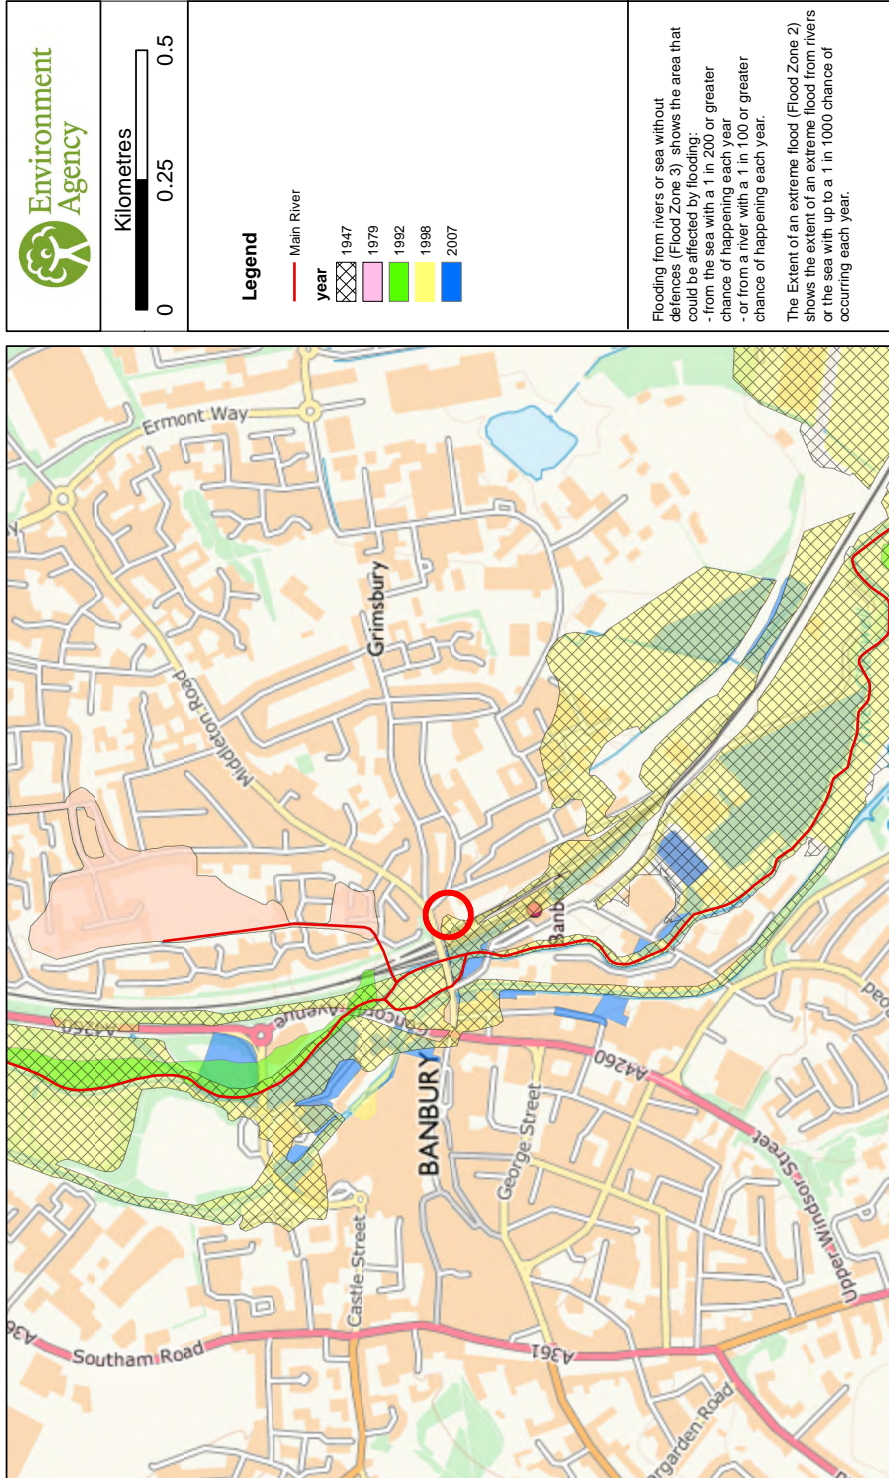 Environment
Agency
Kilometres
0 0.25 0.5
Legend
Main River
year
1947
1979
1992
1998
2007
Flooding from rivers or sea without
defences (Flood Zone 3) shows the area that
could be affected by flooding:
- from the sea with a 1 in 200 or greater
chance of happening each year
- or from a river with a 1 in 100 or greater
chance of happening each year.
The Extent of an extreme flood (Flood Zone 2)
shows the extent of an extreme flood from rivers
or the sea with up to a 1 in 1000 chance of
occurring each year.
Ermont Way
Middleton Road
Grimsbury
BANBURY
George Street
Castle Street
Southam Road
A361
A4260
Upper Windsor Street
Road